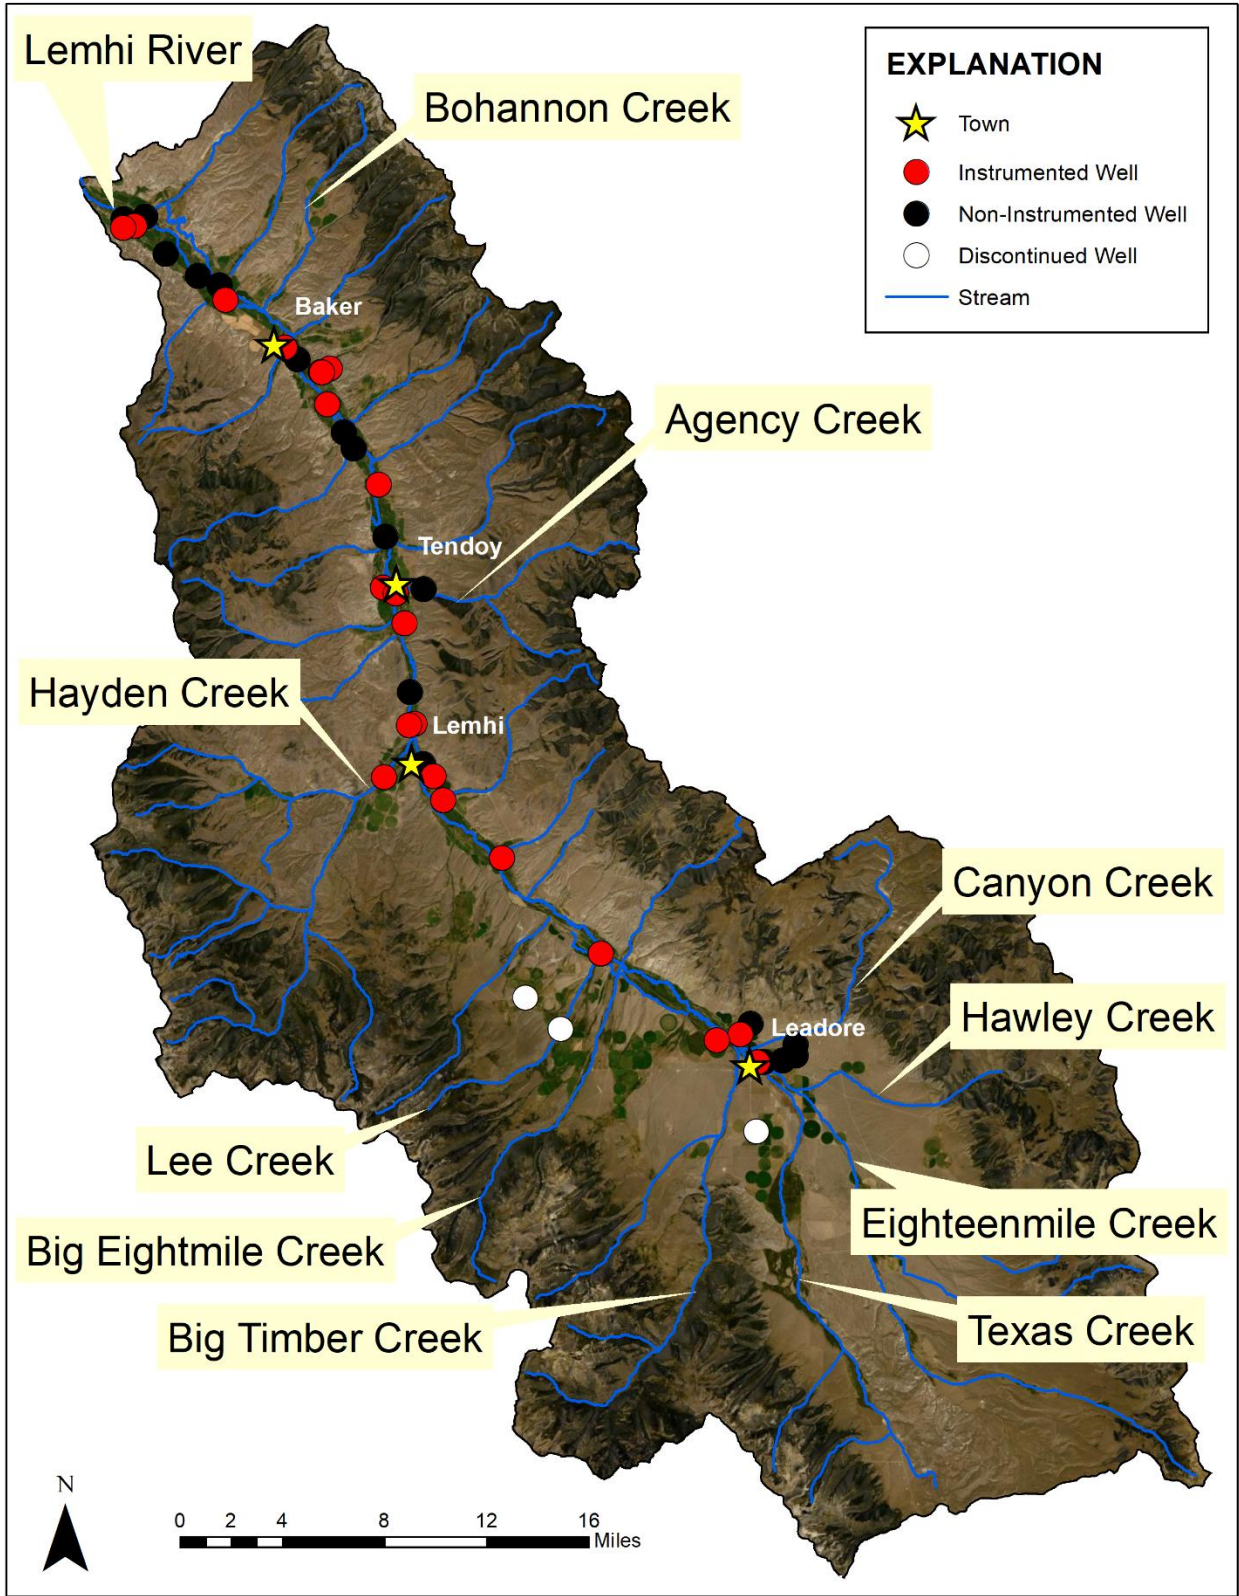 Lemhi River
Bohannon Creek
EXPLANATION
Town
Instrumented Well
Non-Instrumented Well
Discontinued Well
Stream
Baker
Agency Creek
Tendoy
Hayden Creek
Lemhi
Canyon Creek
Hawley Creek
Leadore
Lee Creek
Eighteenmile Creek
Big Eightmile Creek
Big Timber Creek
Texas Creek
N
0 2 4 8 12 16
Miles